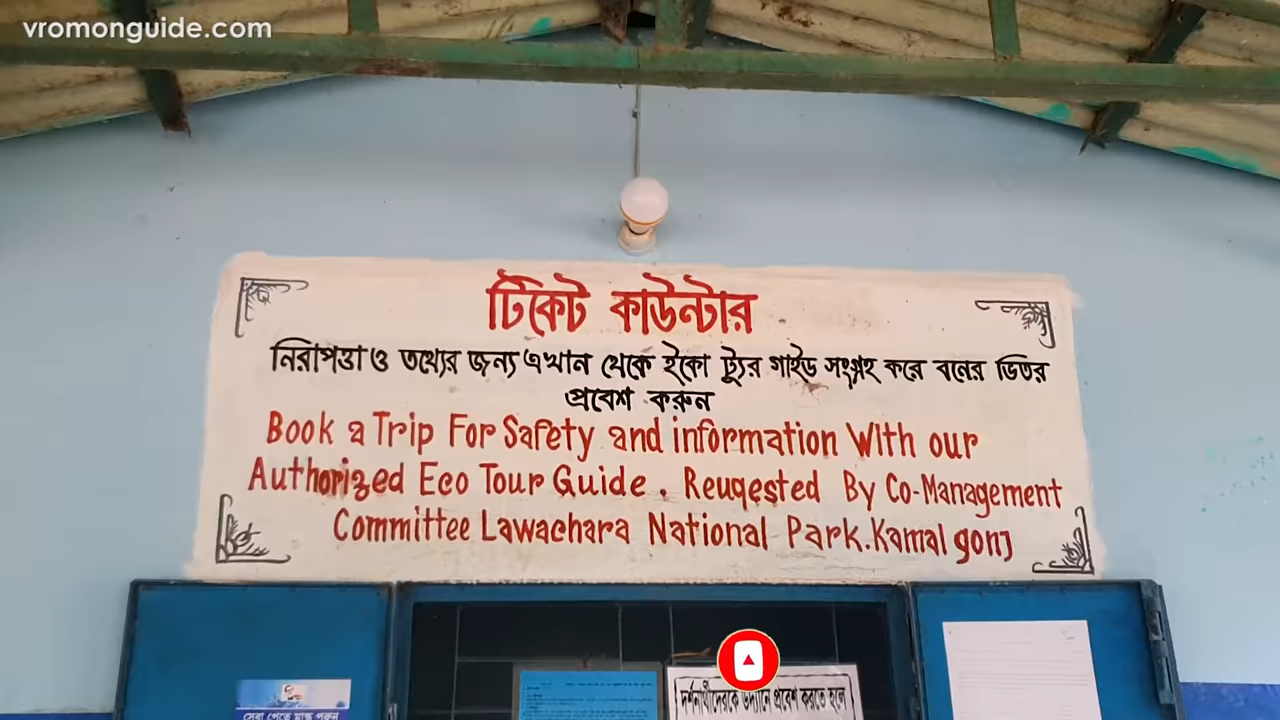 vromonguide.com
টিকেট কাউন্টার
নিরাপত্তা ও তথ্যের জন্য এখান থেকে ইকো ট্যুর গাইড সংগ্রহ করে বনের ভিতর
প্রবেশ করুন
Book a Trip For Safety and information With our
Authorized Eco Tour Guide. Reuqested By Co-Management
Committee Lawachara National Park. Kamalgonj
দর্শনার্থীদেরকে উদ্যানে প্রবেশ করতে হলে
সেবা পেতে মাস্ক পরুন